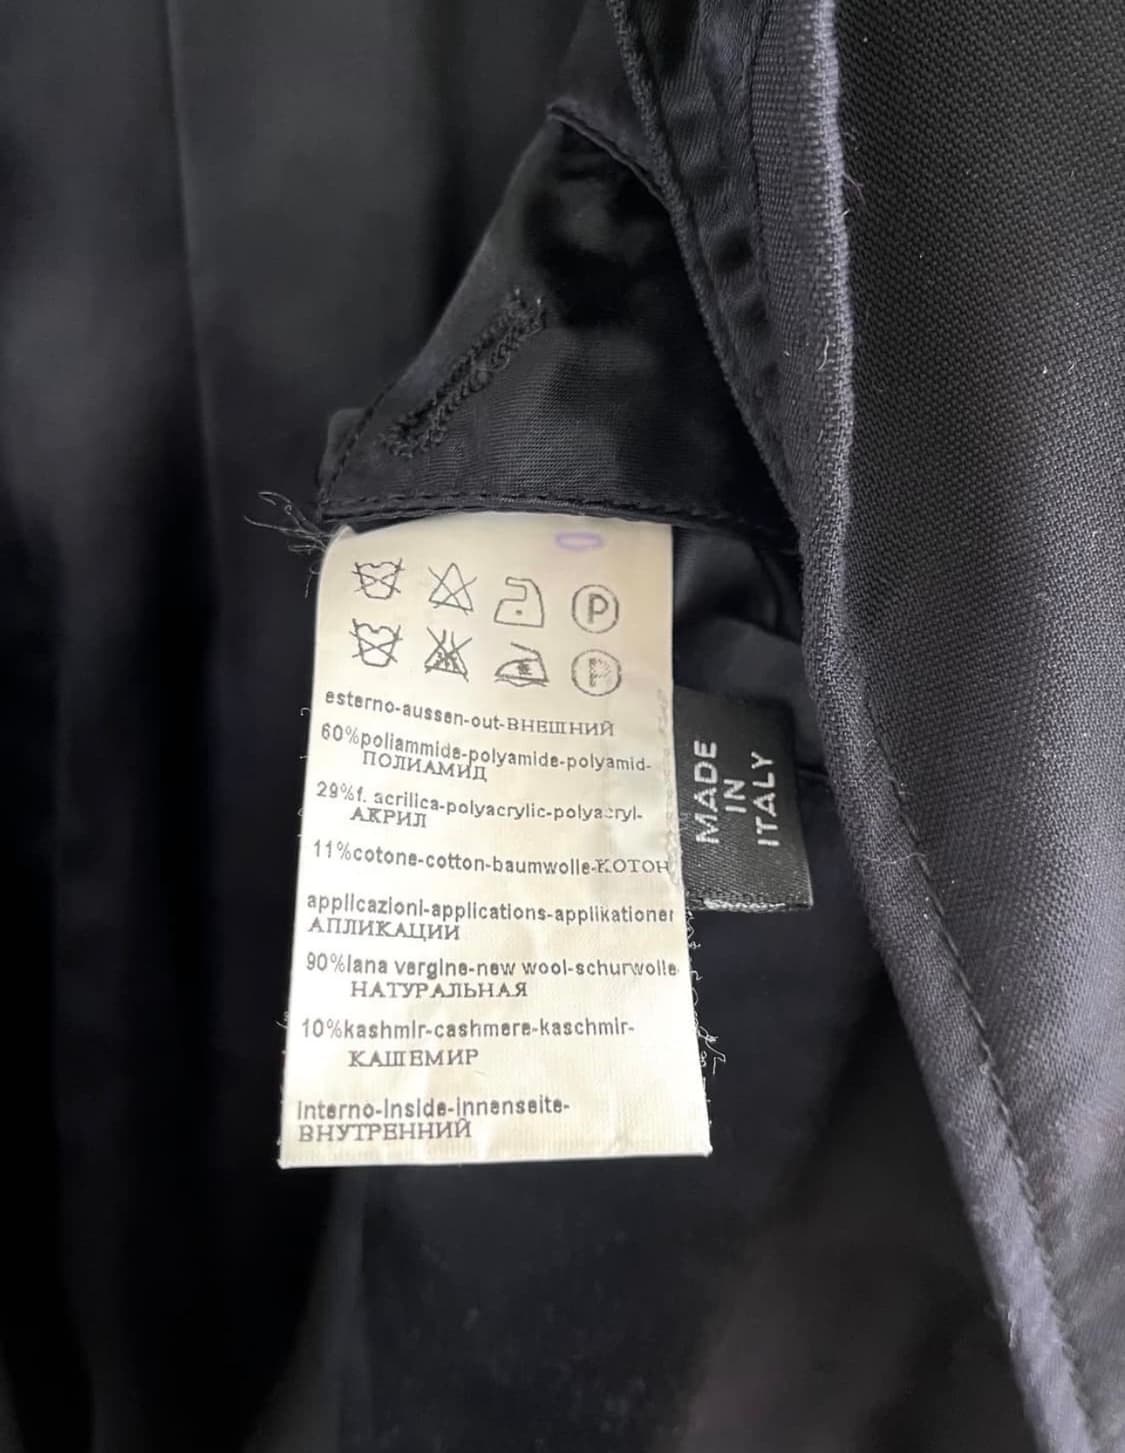 P
P
esterno-aussen-out-ВНЕШНИЙ
60%poliammide-polyamide-polyamid-
ПОЛИАМИД
29%f. acrilica-polyacrylic-polyacryl-
АКРИЛ
11%cotone-cotton-baumwolle-КОТОН
applicazioni-applications-applikationer
АПЛИКАЦИИ
90%lana vergine-new wool-schurwolle
НАТУРАЛЬНАЯ
10%kashmir-cashmere-kaschmir-
КАШЕМИР
interno-inside-innenseite-
ВНУТРЕННИЙ
MADE
IN
ITALY